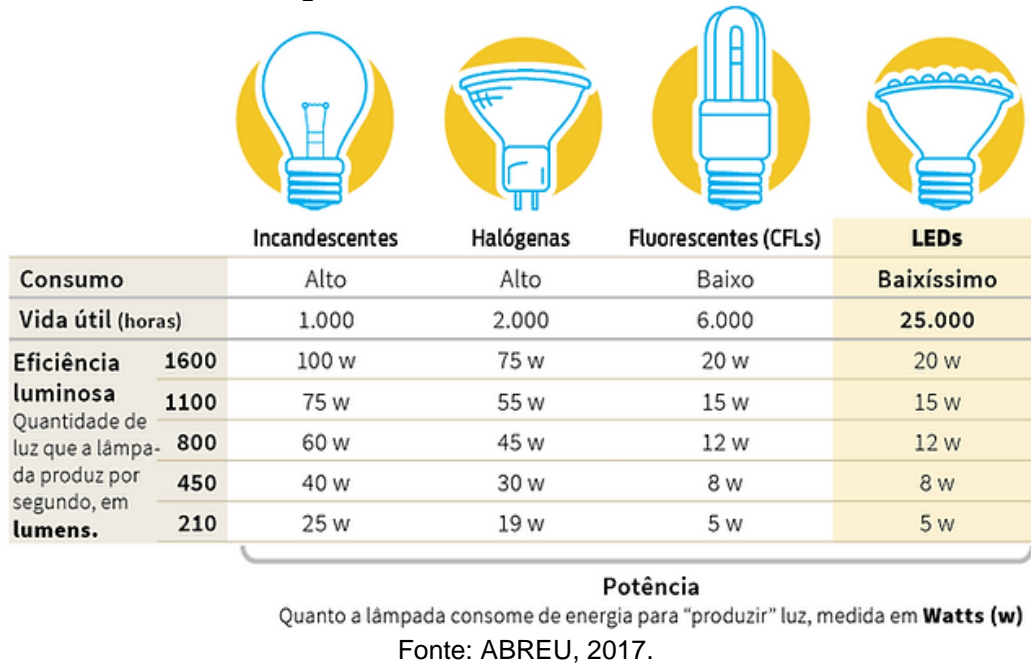 Incandescentes Halógenas Fluorescentes (CFLs) LEDs
Consumo Alto Alto Baixo Baixíssimo
Vida útil (horas) 1.000 2.000 6.000 25.000
Eficiência
luminosa
Quantidade de
luz que a lâmpa-
da produz por
segundo, em
lumens.
1600 100 w 75 w 20 w 20 w
1100 75 w 55 w 15 w 15 w
800 60 w 45 w 12 w 12 w
450 40 w 30 w 8 w 8 w
210 25 w 19 w 5 w 5 w
Potência
Quanto a lâmpada consome de energia para “produzir” luz, medida em Watts (w)
Fonte: ABREU, 2017.